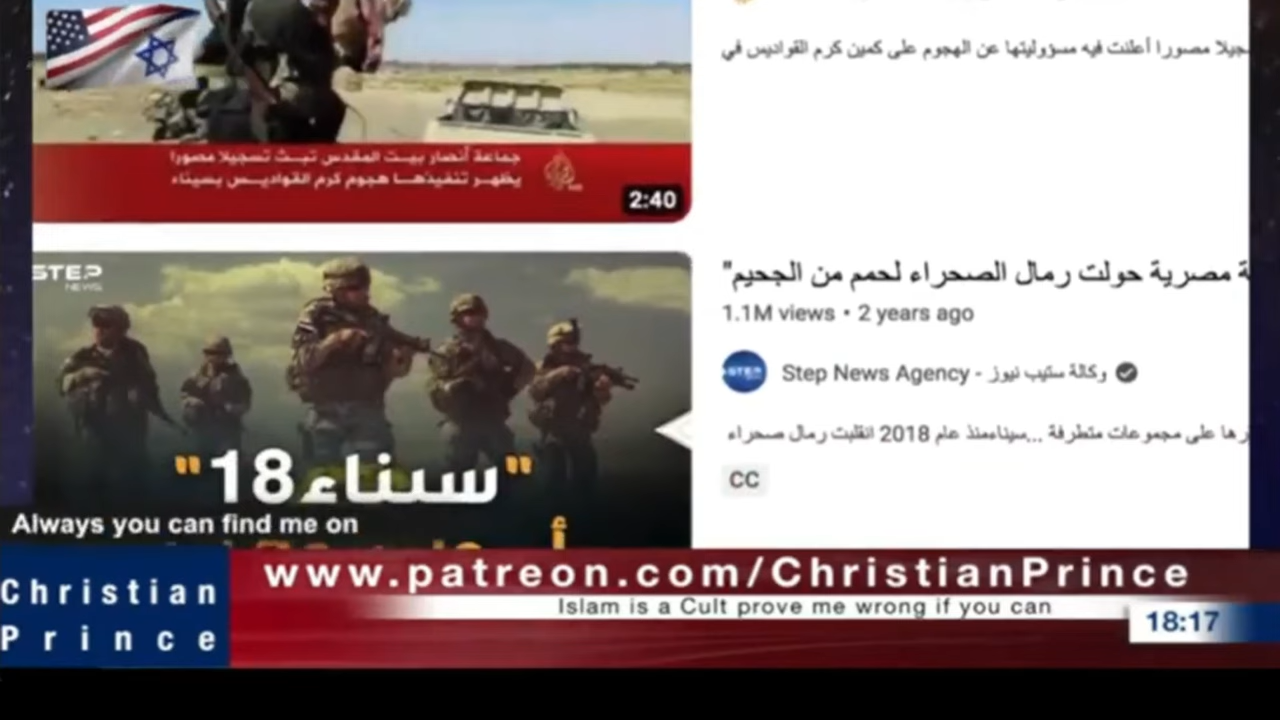 جيلا مصورا أعلنت فيه مسؤوليتها عن الهجوم على كمين كرم القواديس في
جماعة أنصار بيت المقدس تبث تسجيلا مصورا
يظهر تنفيذها هجوم كرم القواديس بسيناء
2:40
STEP
NEWS
ة مصرية حولت رمال الصحراء لحمم من الجحيم"
1.1M views • 2 years ago
STEP
Step News Agency - وكالة ستيب نيوز
رها على مجموعات متطرفة ...سيناءمنذ عام 2018 انقلبت رمال صحراء
CC
"سيناء18"
Always you can find me on
www.patreon.com/ChristianPrince
Islam is a Cult prove me wrong if you can
Christian
Prince
18:17